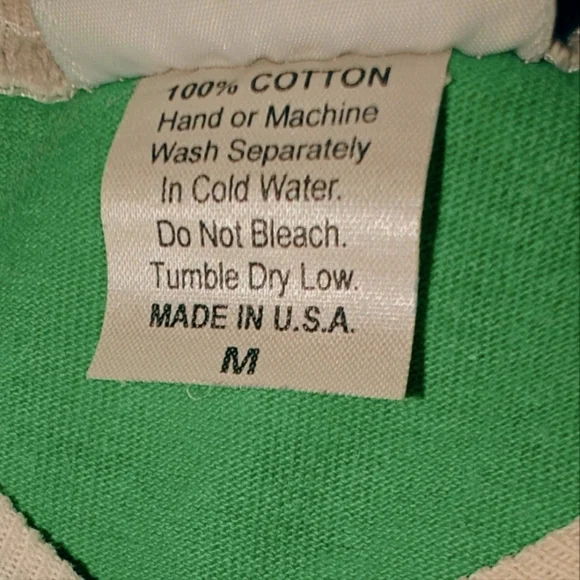 100% COTTON
Hand or Machine
Wash Separately
In Cold Water.
Do Not Bleach.
Tumble Dry Low.
MADE IN U.S.A.
M